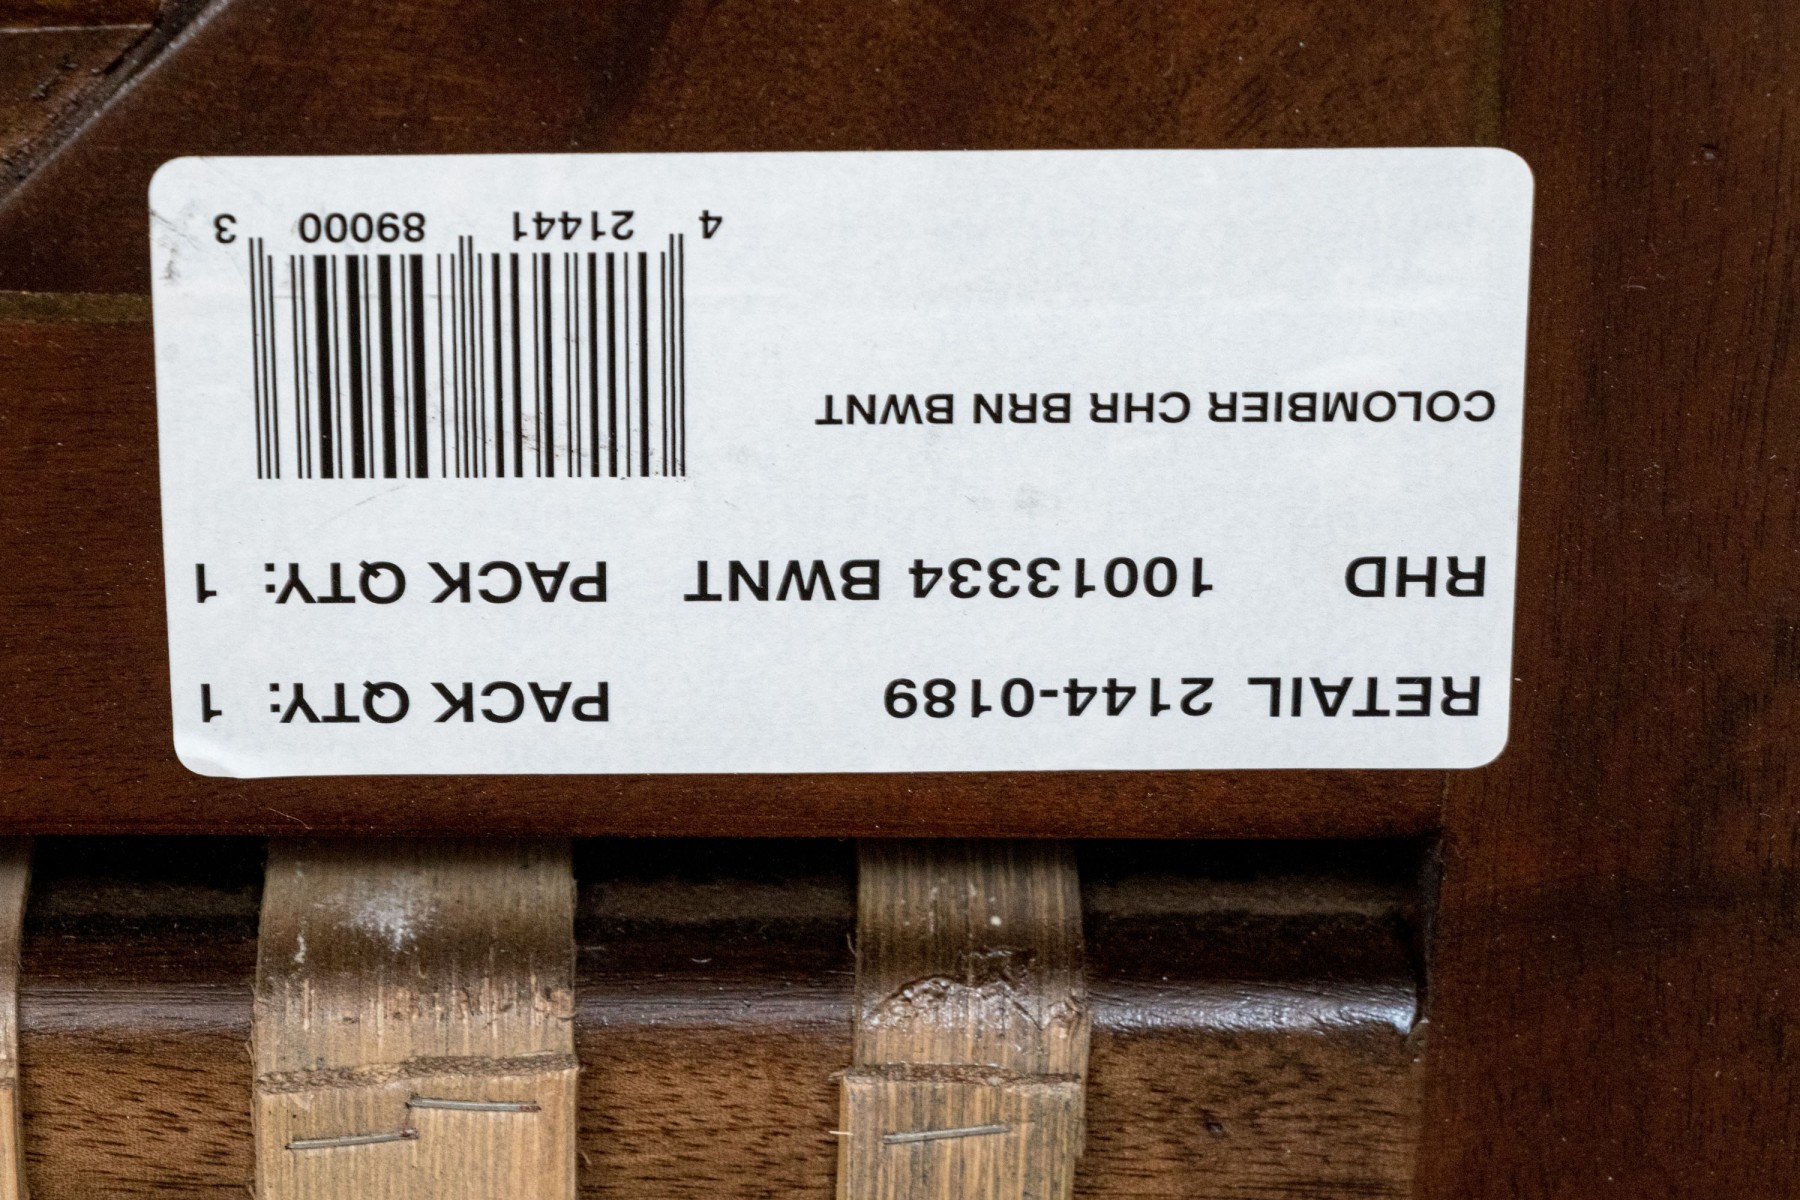 RETAIL 2144-0189 PACK QTY: 1
RHD 10013334 BWNT PACK QTY: 1
COLOMBIER CHR BRN BWNT
4 21441 89000 3